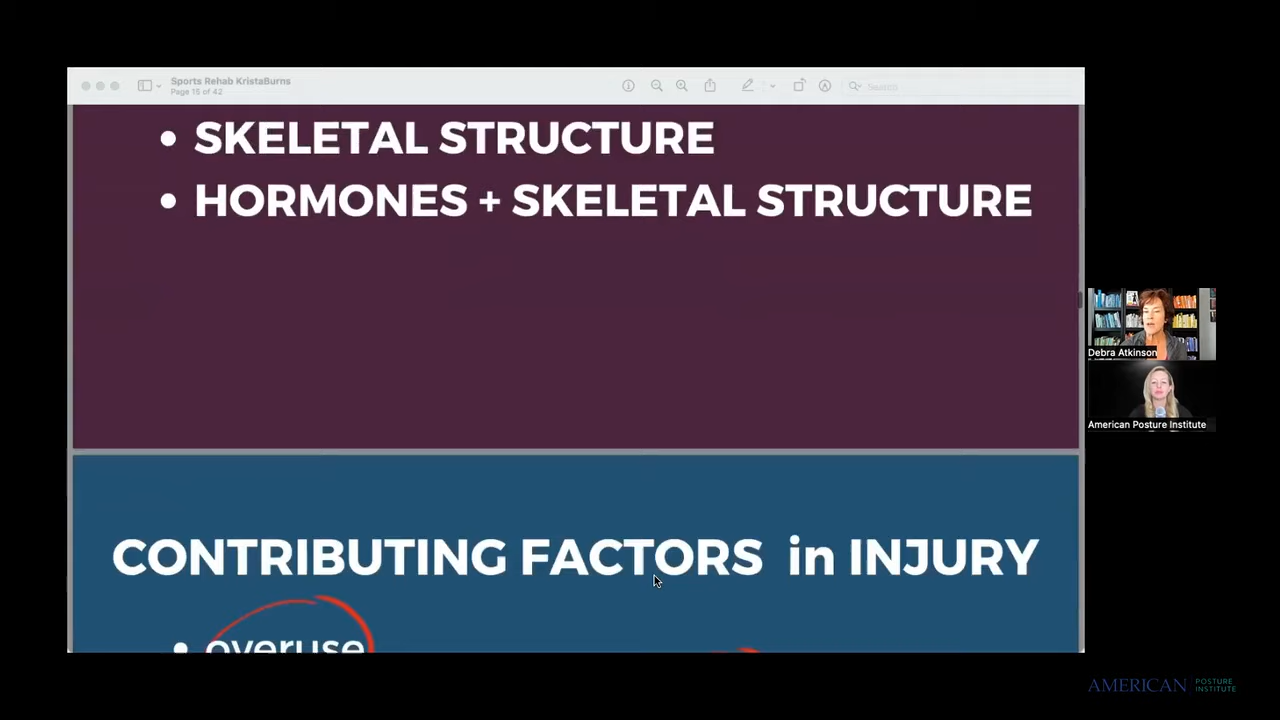 Sports Rehab KristaBurns
Page 15 of 42
Search
• SKELETAL STRUCTURE
• HORMONES + SKELETAL STRUCTURE
CONTRIBUTING FACTORS in INJURY
• overuse
Debra Atkinson
American Posture Institute
AMERICAN POSTURE
INSTITUTE